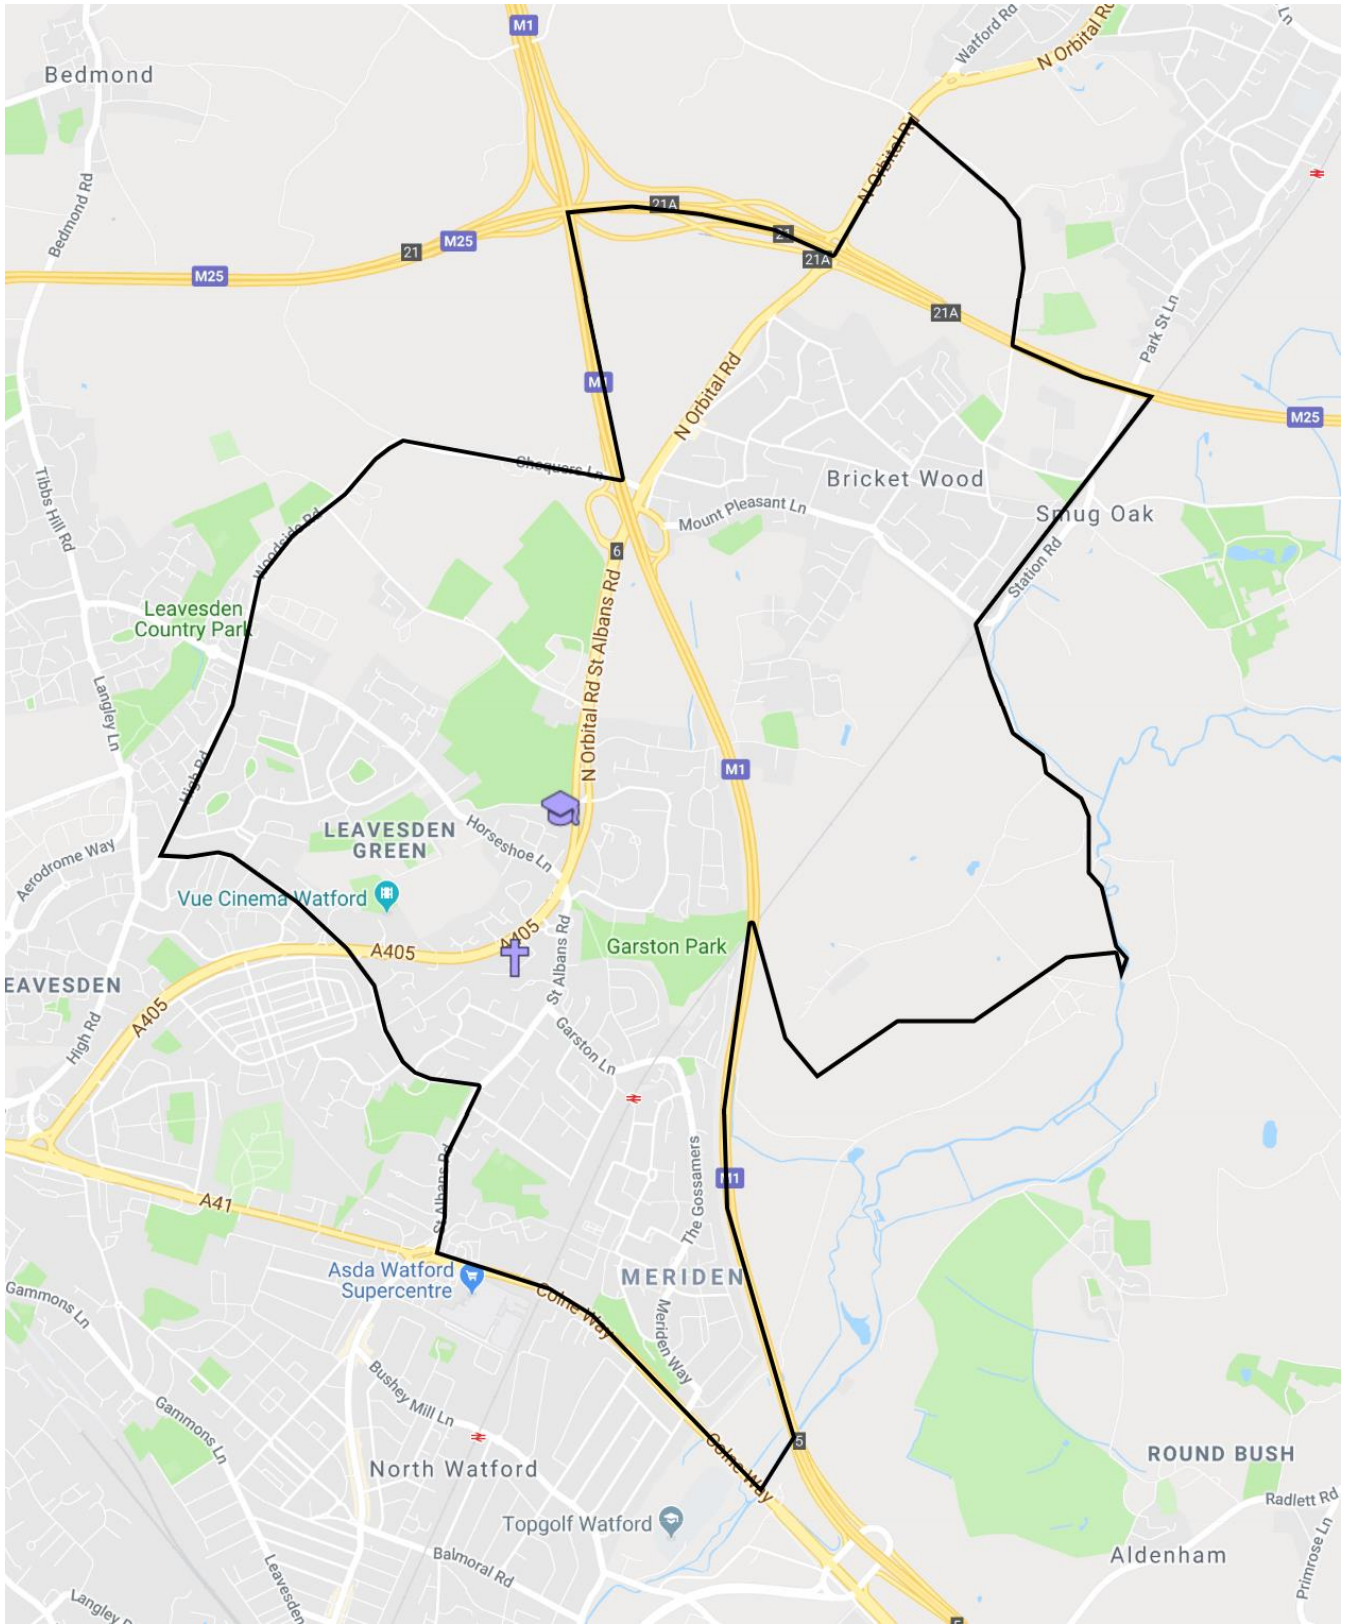 M1
Watford Rd
Ln
N Orbital Rd
Bedmond
Bedmond Rd
N Orbital Rd
21A
21
M25
21
21A
M25
21A
Park St Ln
M1
N Orbital Rd
M25
Chequers Ln
Bricket Wood
Tibbs Hill Rd
Mount Pleasant Ln
Smug Oak
Woodside Rd
6
Station Rd
Leavesden
Country Park
N Orbital Rd St Albans Rd
Langley Ln
High Rd
M1
LEAVESDEN
GREEN
Horseshoe Ln
Aerodrome Way
Vue Cinema Watford
A405
A405
St Albans Rd
Garston Park
EAVESDEN
A405
High Rd
Garston Ln
St Albans Rd
The Gossamers
M1
A41
Asda Watford
Supercentre
MERIDEN
Colne Way
Gammons Ln
Meriden Way
Bushey Mill Ln
Gammons Ln
Colne Way
5
ROUND BUSH
North Watford
Radlett Rd
Topgolf Watford
Primrose Ln
Balmoral Rd
Aldenham
Leavesden
Langley
5